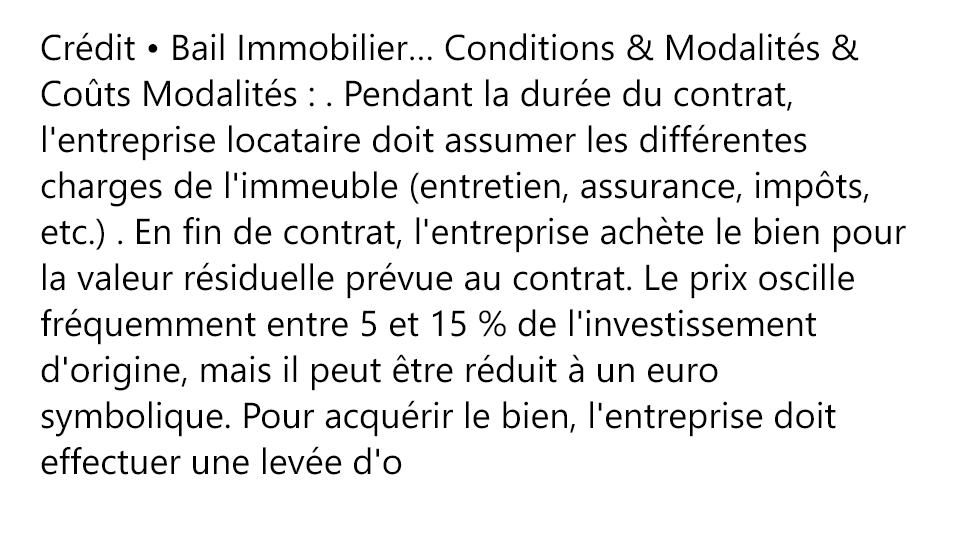 Crédit • Bail Immobilier… Conditions & Modalités &
Coûts Modalités : . Pendant la durée du contrat,
l'entreprise locataire doit assumer les différentes
charges de l'immeuble (entretien, assurance, impôts,
etc.) . En fin de contrat, l'entreprise achète le bien pour
la valeur résiduelle prévue au contrat. Le prix oscille
fréquemment entre 5 et 15 % de l'investissement
d'origine, mais il peut être réduit à un euro
symbolique. Pour acquérir le bien, l'entreprise doit
effectuer une levée d'o